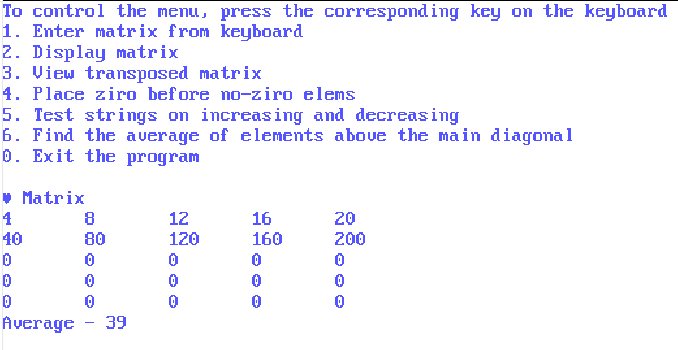 To control the menu, press the corresponding key on the keyboard
1. Enter matrix from keyboard
2. Display matrix
3. View transposed matrix
4. Place ziro before no-ziro elems
5. Test strings on increasing and decreasing
6. Find the average of elements above the main diagonal
0. Exit the program
♥ Matrix
4 8 12 16 20
40 80 120 160 200
0 0 0 0 0
0 0 0 0 0
0 0 0 0 0
Average - 39